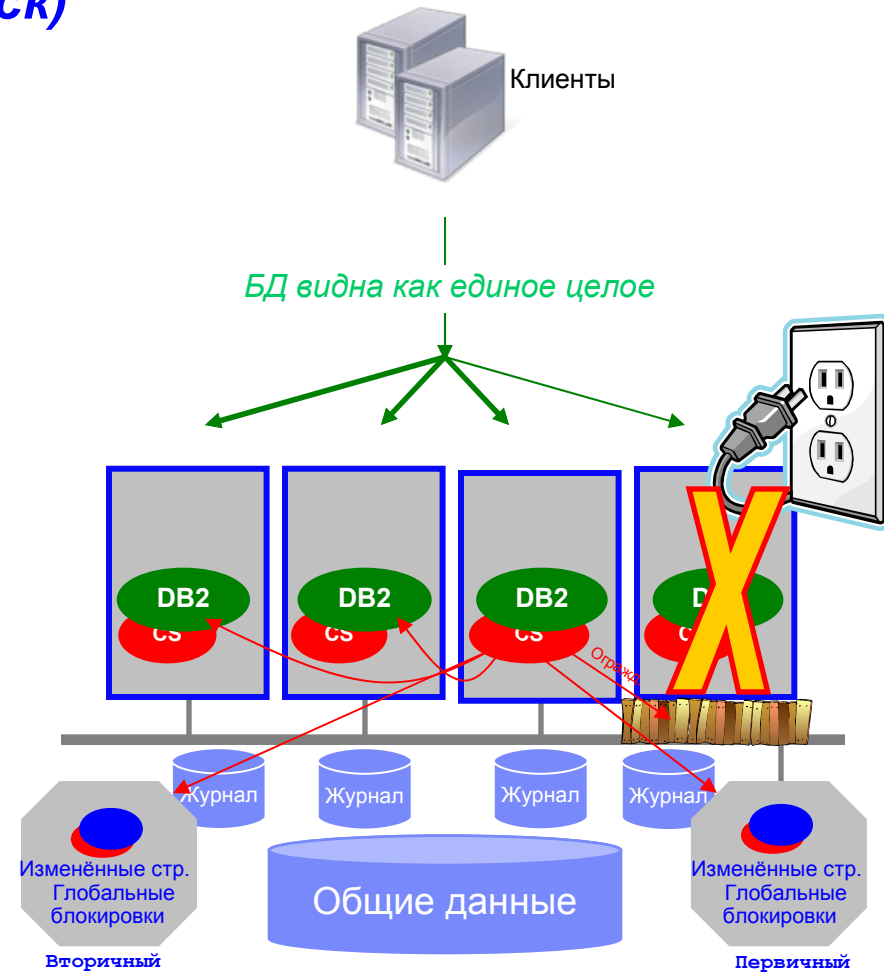 ск)
Клиенты
БД видна как единое целое
DB2
CS
DB2
CS
DB2
CS
Огражд.
Журнал
Журнал
Журнал
Журнал
Изменённые стр.
Глобальные
блокировки
Вторичный
Общие данные
Изменённые стр.
Глобальные
блокировки
Первичный